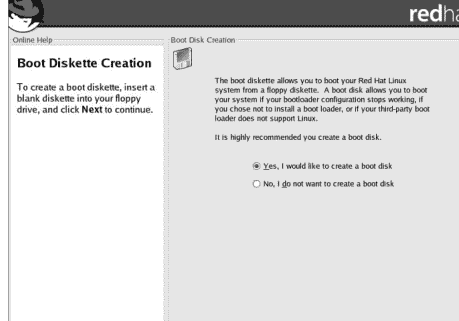 redha
Online Help
Boot Disk Creation
Boot Diskette Creation
To create a boot diskette, insert a
blank diskette into your floppy
drive, and click Next to continue.
The boot diskette allows you to boot your Red Hat Linux
system from a floppy diskette. A boot disk allows you to boot
your system if your bootloader configuration stops working, if
you chose not to install a boot loader, or if your third-party boot
loader does not support Linux.
It is highly recommended you create a boot disk.
Yes, I would like to create a boot disk
No, I do not want to create a boot disk